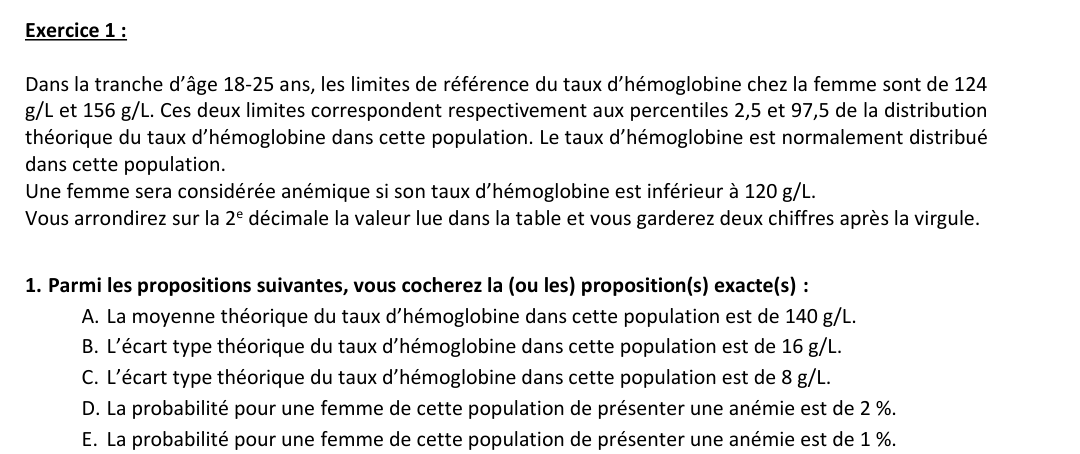 Exercice 1 :
Dans la tranche d’âge 18-25 ans, les limites de référence du taux d’hémoglobine chez la femme sont de 124
g/L et 156 g/L. Ces deux limites correspondent respectivement aux percentiles 2,5 et 97,5 de la distribution
théorique du taux d’hémoglobine dans cette population. Le taux d’hémoglobine est normalement distribué
dans cette population.
Une femme sera considérée anémique si son taux d’hémoglobine est inférieur à 120 g/L.
Vous arrondirez sur la 2e décimale la valeur lue dans la table et vous garderez deux chiffres après la virgule.
1. Parmi les propositions suivantes, vous cocherez la (ou les) proposition(s) exacte(s) :
A. La moyenne théorique du taux d’hémoglobine dans cette population est de 140 g/L.
B. L’écart type théorique du taux d’hémoglobine dans cette population est de 16 g/L.
C. L’écart type théorique du taux d’hémoglobine dans cette population est de 8 g/L.
D. La probabilité pour une femme de cette population de présenter une anémie est de 2 %.
E. La probabilité pour une femme de cette population de présenter une anémie est de 1 %.